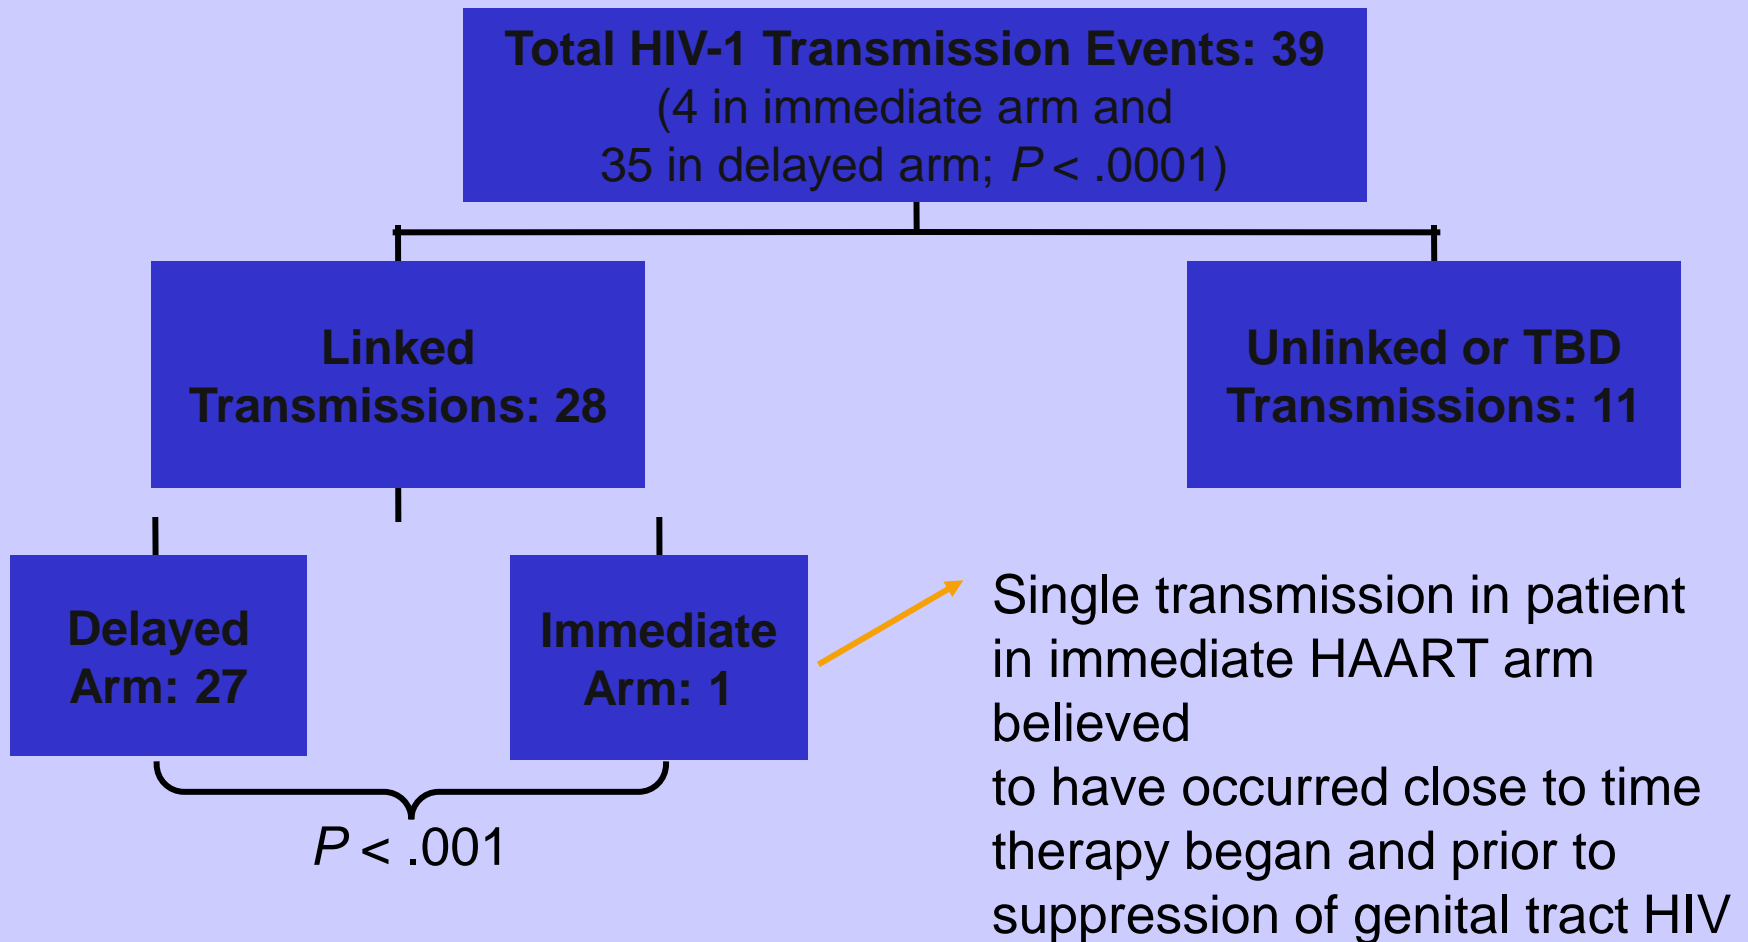 Total HIV-1 Transmission Events: 39
(4 in immediate arm and
35 in delayed arm; P < .0001)
Linked
Transmissions: 28
Unlinked or TBD
Transmissions: 11
Delayed
Arm: 27
Immediate
Arm: 1
P < .001
Single transmission in patient
in immediate HAART arm
believed
to have occurred close to time
therapy began and prior to
suppression of genital tract HIV